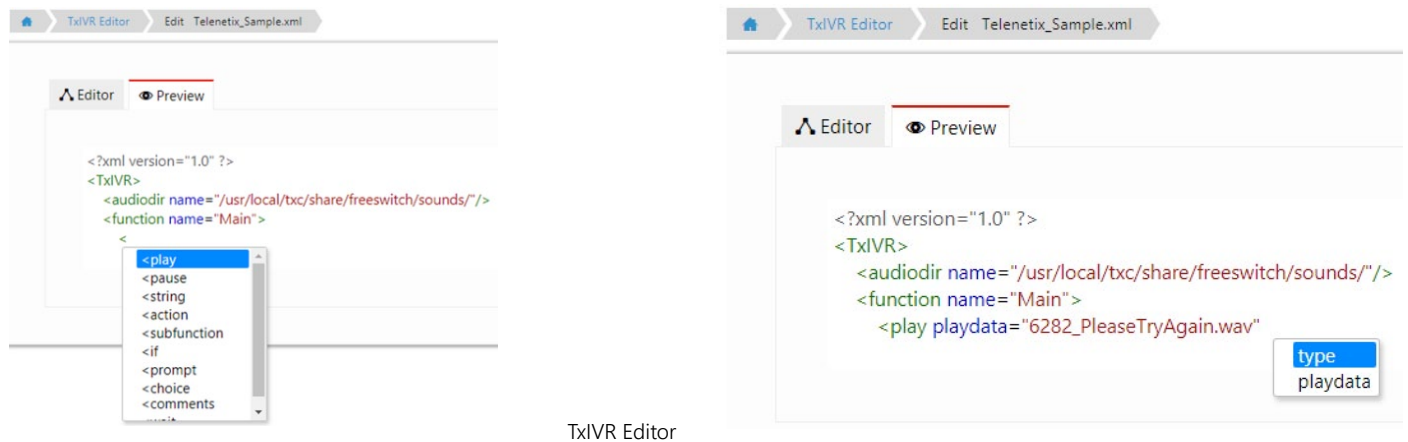 TxIVR Editor Edit Telenetix_Sample.xml
Editor Preview
<?xml version="1.0" ?>
<TxIVR>
<audiodir name="/usr/local/txc/share/freeswitch/sounds/"/>
<function name="Main">
<
<play
<pause
<string
<action
<subfunction
<if
<prompt
<choice
<comments
TxIVR Editor
TxIVR Editor Edit Telenetix_Sample.xml
Editor Preview
<?xml version="1.0" ?>
<TxIVR>
<audiodir name="/usr/local/txc/share/freeswitch/sounds/"/>
<function name="Main">
<play playdata="6282_PleaseTryAgain.wav"
type
playdata